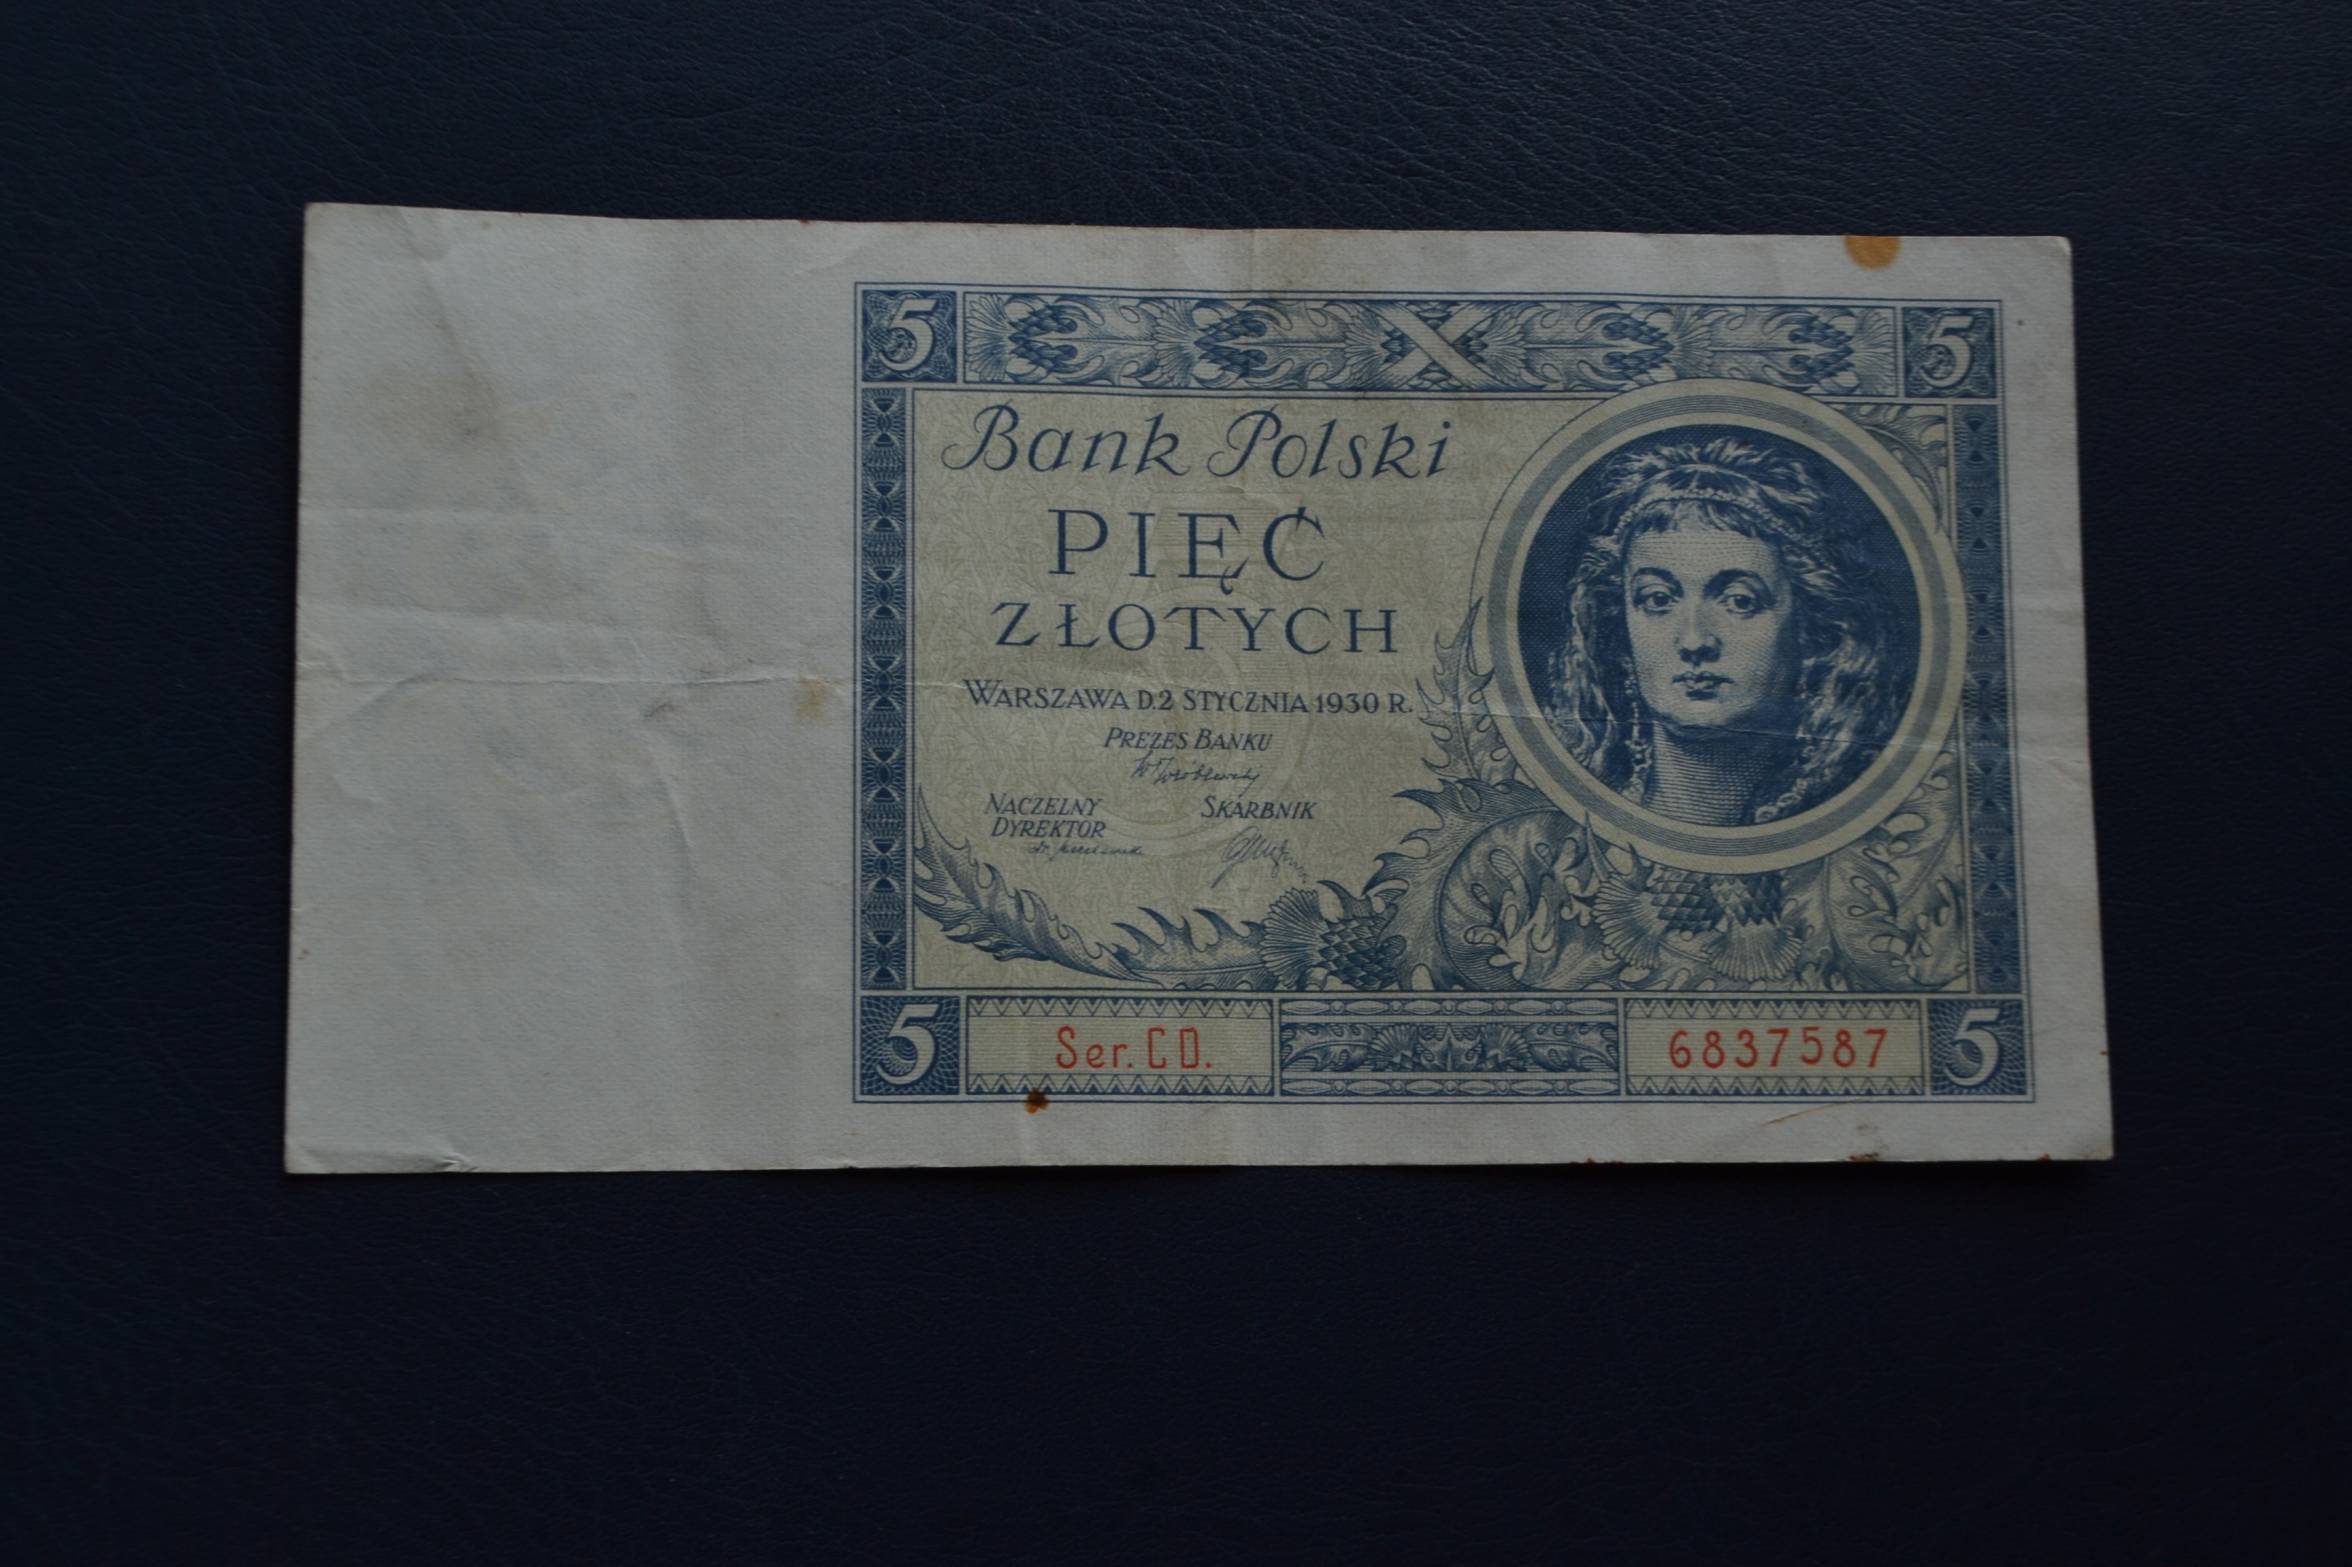 5 5
Bank Polski
PIĘĆ
ZŁOTYCH
WARSZAWA D.2 STYCZNIA 1930 R.
PREZES BANKU
NACZELNY
DYREKTOR
SKARBNIK
5 Ser. CD. 6837587 5